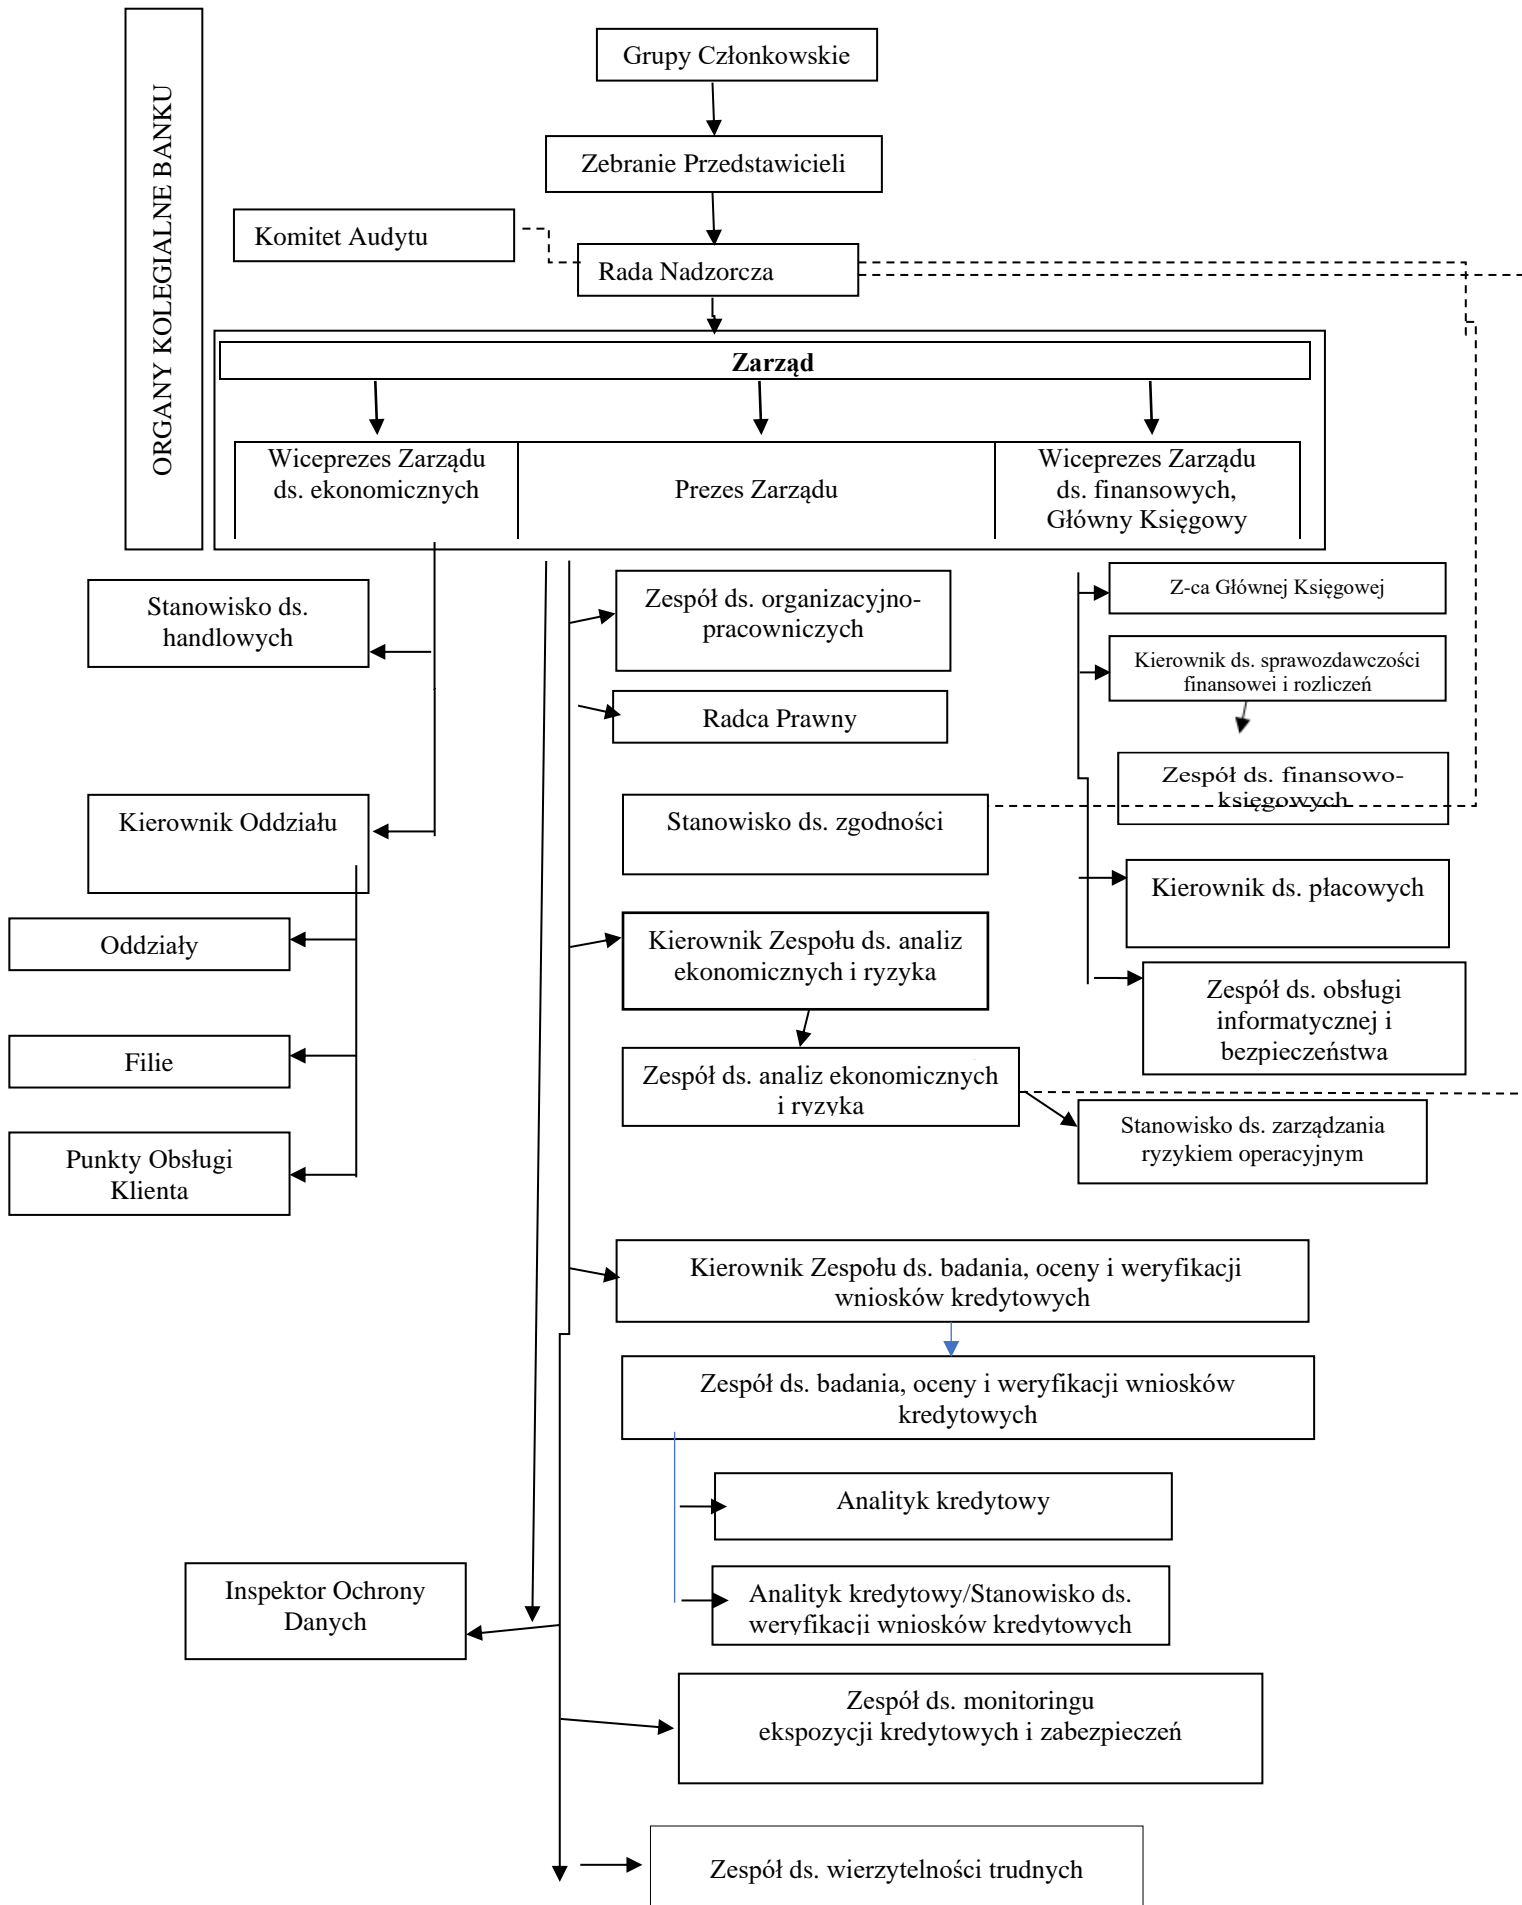 ORGANY KOLEGIALNE BANKU
Grupy Członkowskie
Zebranie Przedstawicieli
Komitet Audytu
Rada Nadzorcza
Zarząd
Wiceprezes Zarządu
ds. ekonomicznych
Prezes Zarządu
Wiceprezes Zarządu
ds. finansowych,
Główny Księgowy
Stanowisko ds.
handlowych
Zespół ds. organizacyjno-
pracowniczych
Z-ca Głównej Księgowej
Kierownik ds. sprawozdawczości
finansowej i rozliczeń
Radca Prawny
Zespół ds. finansowo-
księgowych
Kierownik Oddziału
Stanowisko ds. zgodności
Kierownik ds. płacowych
Oddziały
Kierownik Zespołu ds. analiz
ekonomicznych i ryzyka
Zespół ds. obsługi
informatycznej i
bezpieczeństwa
Filie
Zespół ds. analiz ekonomicznych
i ryzyka
Stanowisko ds. zarządzania
ryzykiem operacyjnym
Punkty Obsługi
Klienta
Kierownik Zespołu ds. badania, oceny i weryfikacji
wniosków kredytowych
Zespół ds. badania, oceny i weryfikacji wniosków
kredytowych
Analityk kredytowy
Inspektor Ochrony
Danych
Analityk kredytowy/Stanowisko ds.
weryfikacji wniosków kredytowych
Zespół ds. monitoringu
ekspozycji kredytowych i zabezpieczeń
Zespół ds. wierzytelności trudnych